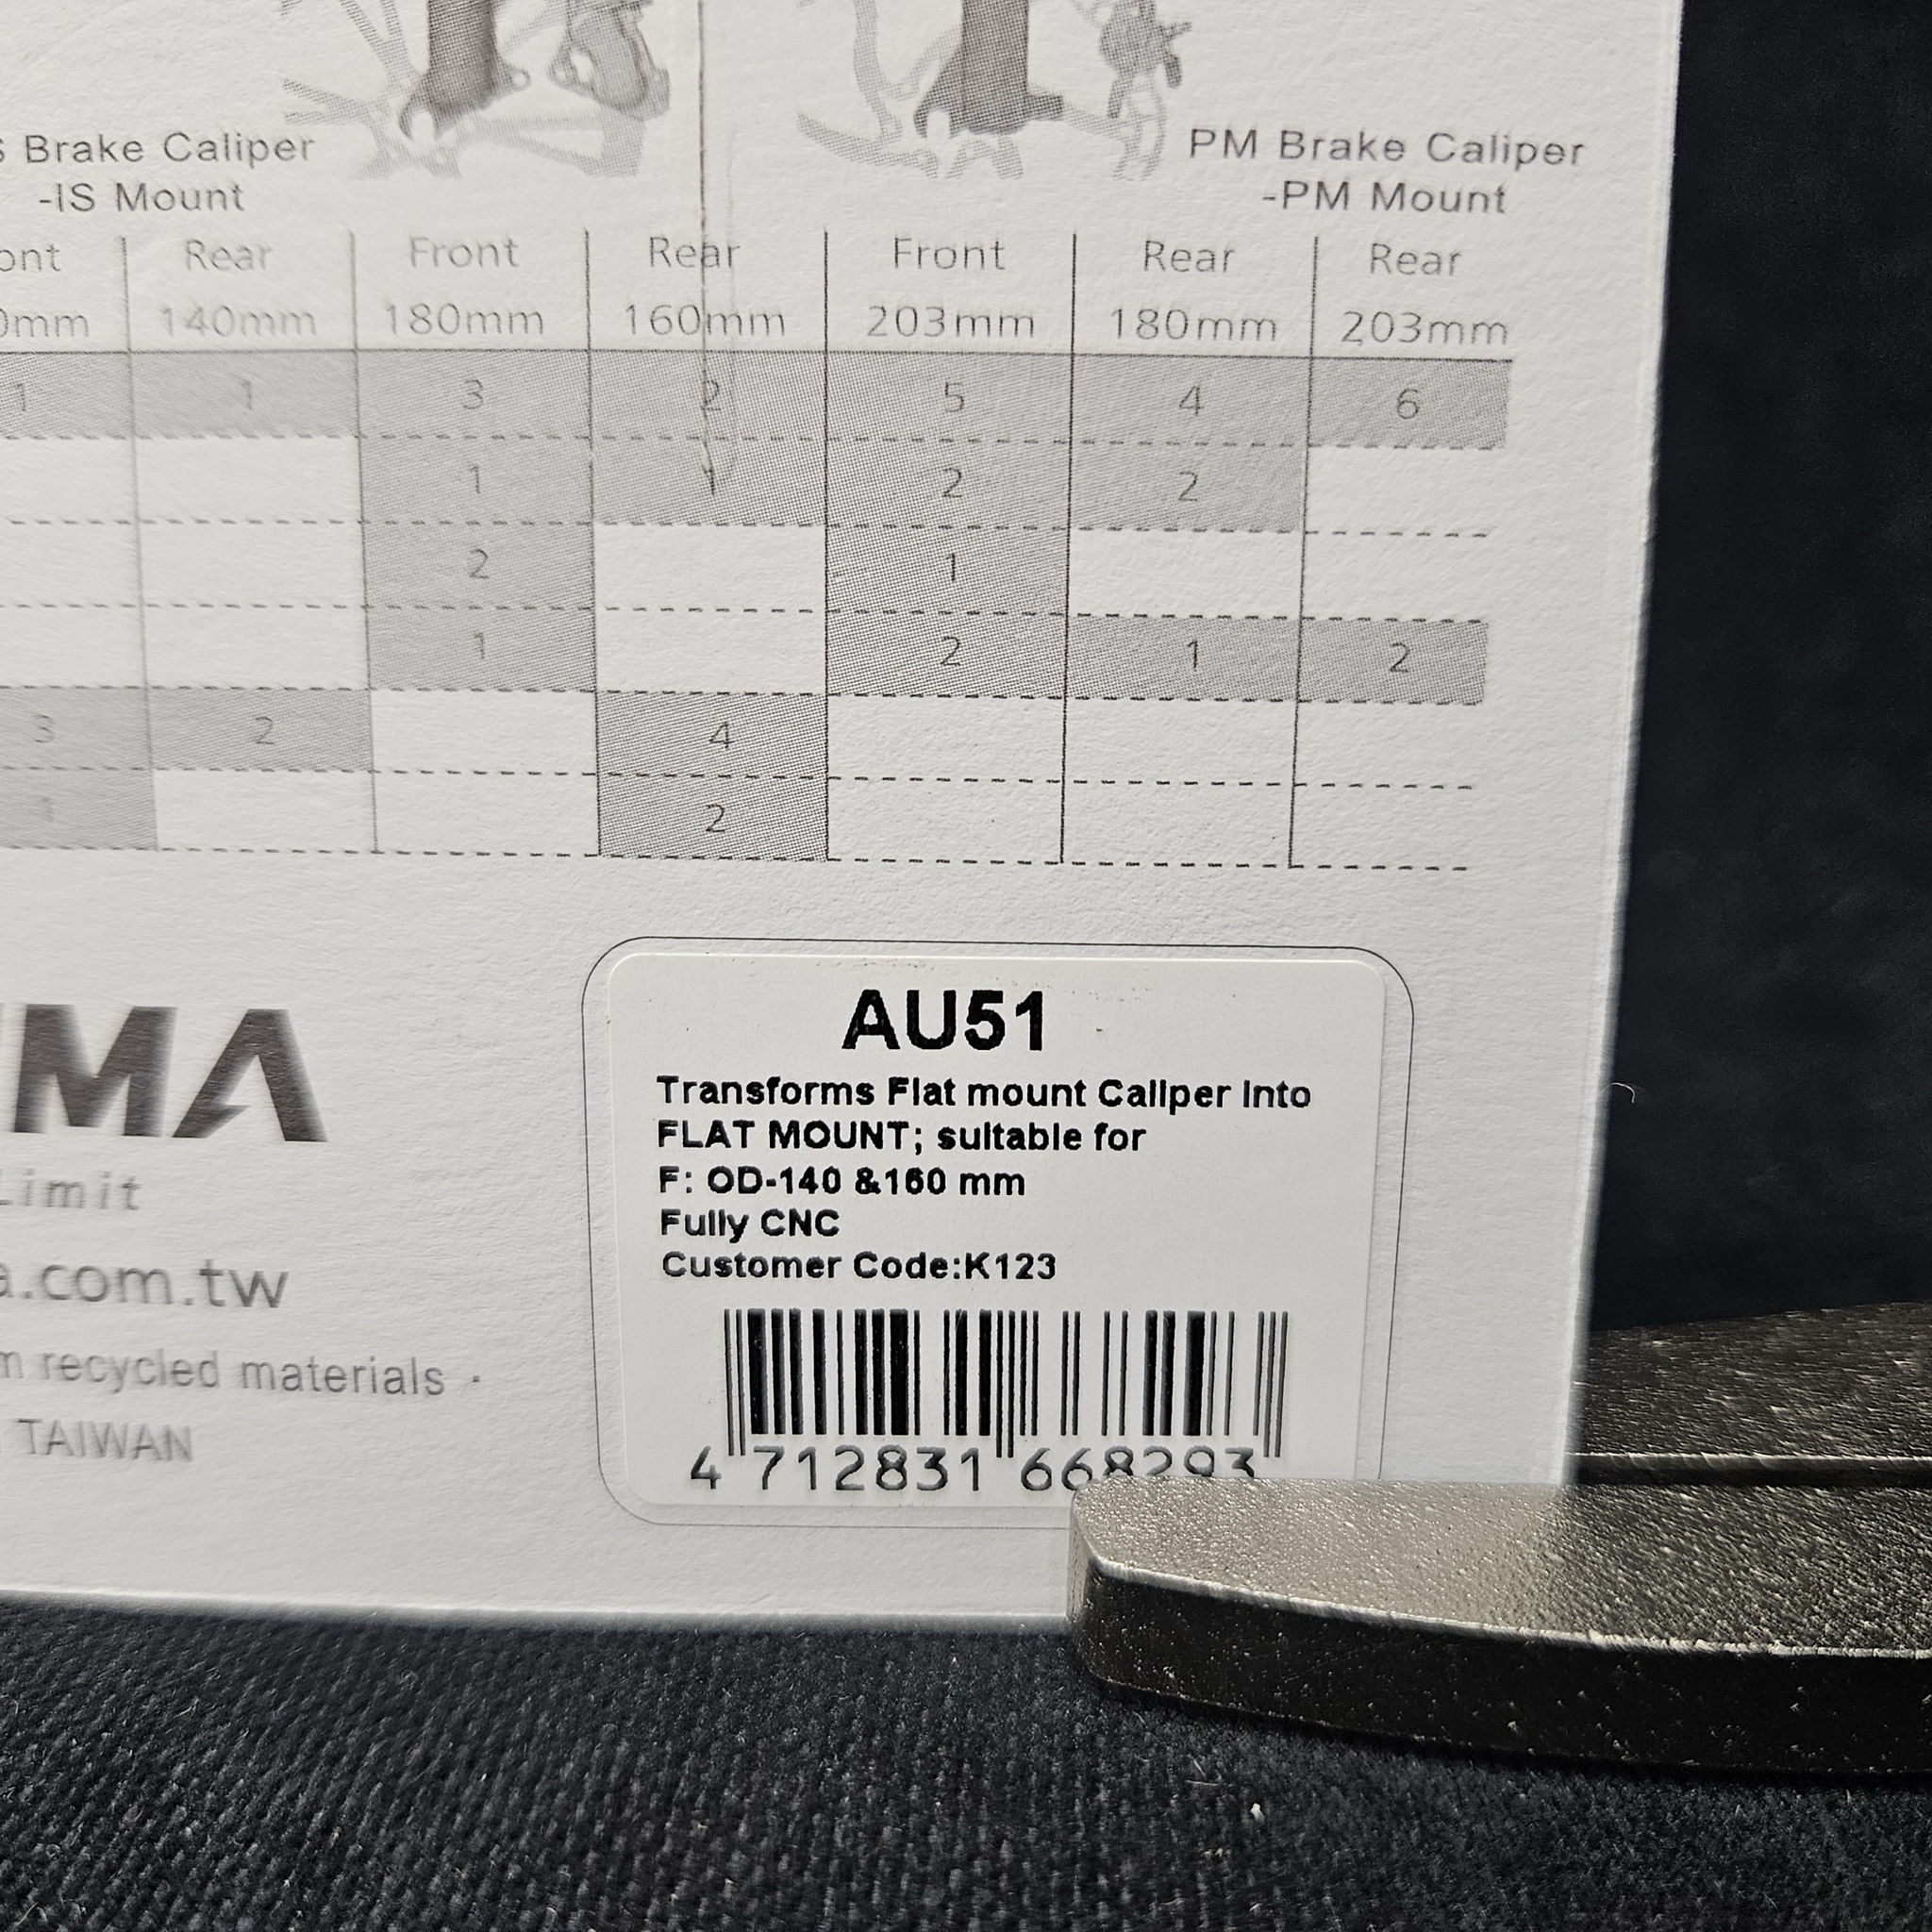 Brake Caliper
-IS Mount
PM Brake Caliper
-PM Mount
Rear Front Rear Front Rear Rear
140mm 180mm 160mm 203mm 180mm 203mm
1 1 3 2 5 4 6
1 1 2 2
2 1
1 2 1 2
3 2 4
1 2
AU51
Transforms Flat mount Caliper Into
FLAT MOUNT; suitable for
F: OD-140 &160 mm
Fully CNC
Customer Code:K123
4 712831 668293
MA
Limit
a.com.tw
recycled materials
TAIWAN